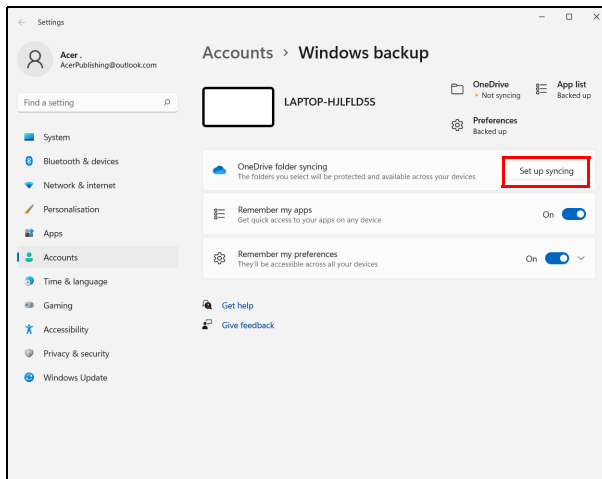 Settings
Acer .
AcerPublishing@outlook.com
Find a setting
System
Bluetooth & devices
Network & internet
Personalisation
Apps
Accounts
Time & language
Gaming
Accessibility
Privacy & security
Windows Update
Accounts > Windows backup
LAPTOP-HJLFLD5S
OneDrive
• Not syncing
App list
Backed up
Preferences
Backed up
OneDrive folder syncing
The folders you select will be protected and available across your devices
Set up syncing
Remember my apps
Get quick access to your apps on any device
On
Remember my preferences
They'll be accessible across all your devices
On
Get help
Give feedback